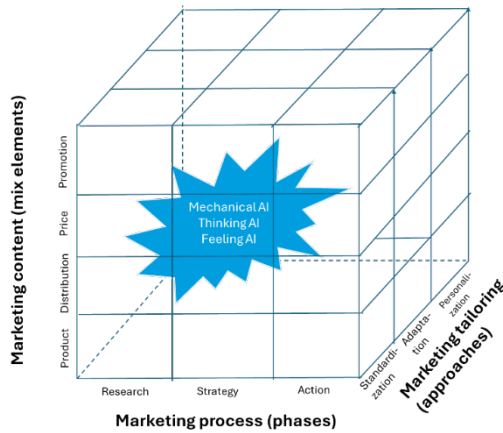 Marketing content (mix elements)
Promotion
Price
Distribution
Product
Mechanical AI
Thinking AI
Feeling AI
Research
Strategy
Action
Marketing process (phases)
Standardi-
zation
Adapta-
tion
Personali-
zation
Marketing tailoring
(approaches)